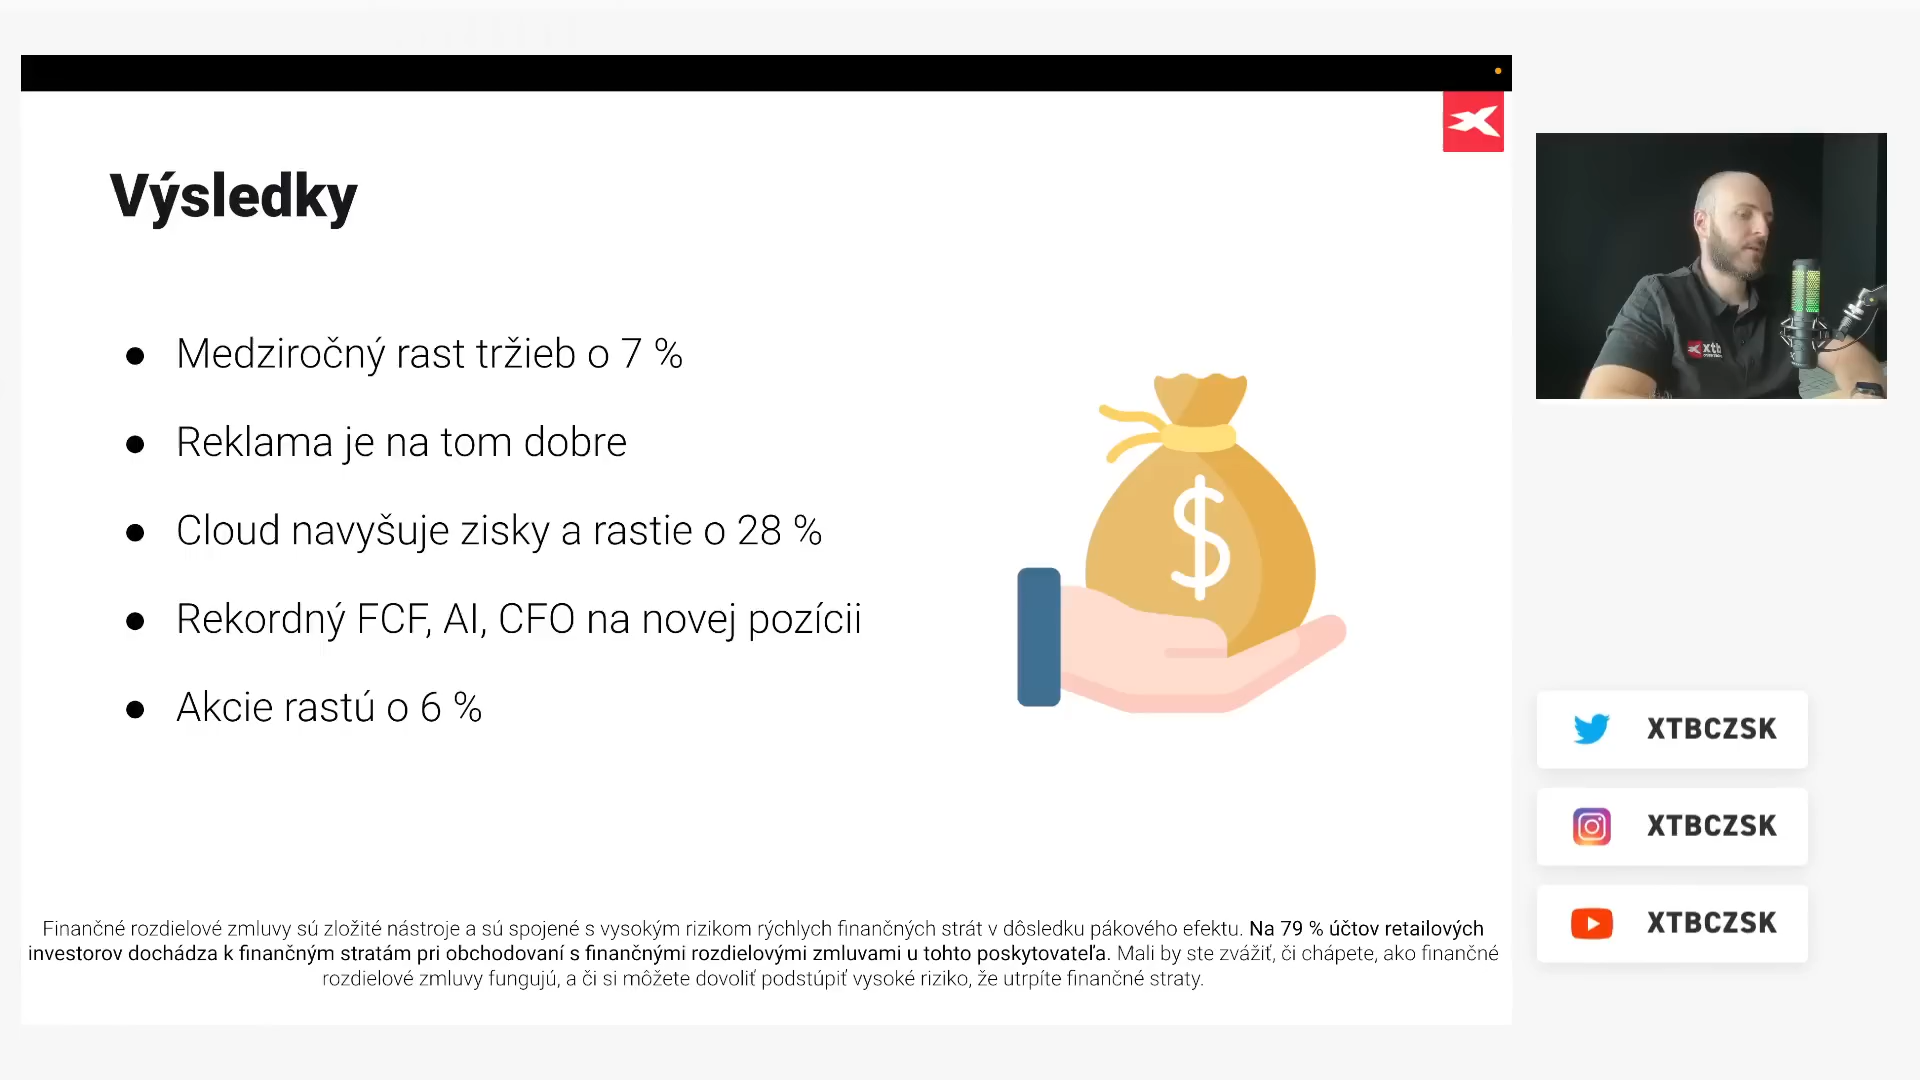 Výsledky
● Medziročný rast tržieb o 7 %
● Reklama je na tom dobre
● Cloud navyšuje zisky a rastie o 28 %
● Rekordný FCF, AI, CFO na novej pozícii
● Akcie rastú o 6 %
$
Finančné rozdielové zmluvy sú zložité nástroje a sú spojené s vysokým rizikom rýchlych finančných strát v dôsledku pákového efektu. Na 79 % účtov retailových
investorov dochádza k finančným stratám pri obchodovaní s finančnými rozdielovými zmluvami u tohto poskytovateľa. Mali by ste zvážiť, či chápete, ako finančné
rozdielové zmluvy fungujú, a či si môžete dovoliť podstúpiť vysoké riziko, že utrpíte finančné straty.
xtb
XTBCZSK
XTBCZSK
XTBCZSK